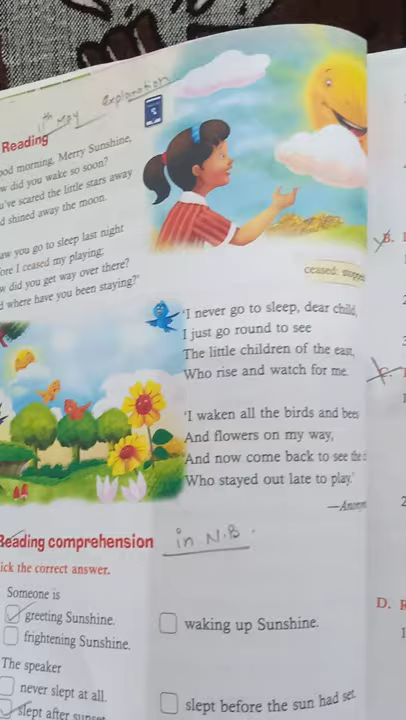 11th May Explanation
Reading
ood morning, Merry Sunshine,
w did you wake so soon?
u've scared the little stars away
d shined away the moon.
aw you go to sleep last night
fore I ceased my playing;
w did you get way over there?
d where have you been staying?'
ceased: stopped
'I never go to sleep, dear child,
I just go round to see
The little children of the east,
Who rise and watch for me.
'I waken all the birds and bees
And flowers on my way,
And now come back to see the
Who stayed out late to play.'
—Anonym
Reading comprehension in N.B.
ick the correct answer.
Someone is
greeting Sunshine.
waking up Sunshine.
frightening Sunshine.
The speaker
never slept at all.
slept before the sun had set.
slept after sunset
B.
D. R